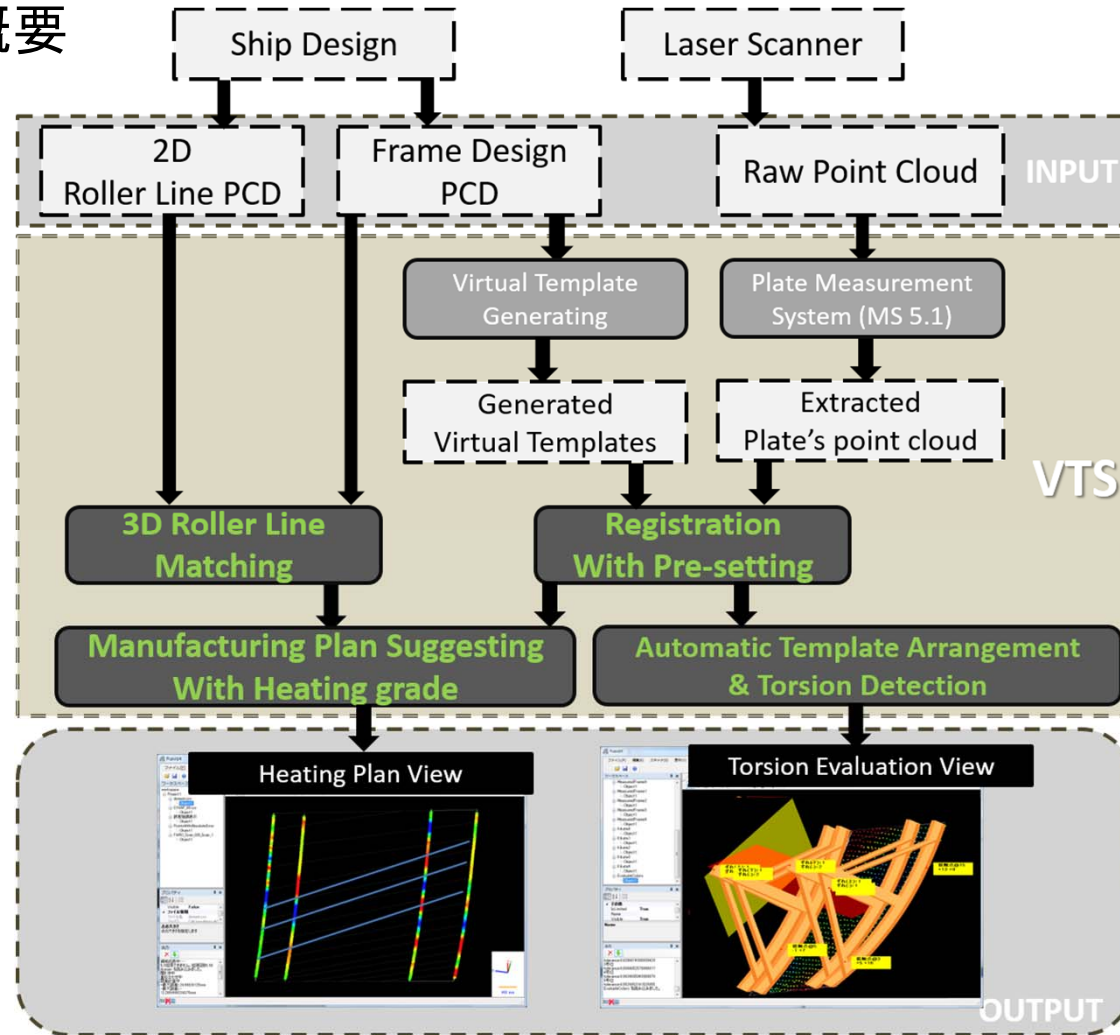 概要
Ship Design
Laser Scanner
2D
Roller Line PCD
Frame Design
PCD
Raw Point Cloud
INPUT
Virtual Template
Generating
Plate Measurement
System (MS 5.1)
Generated
Virtual Templates
Extracted
Plate's point cloud
VTS
3D Roller Line
Matching
Registration
With Pre-setting
Manufacturing Plan Suggesting
With Heating grade
Automatic Template Arrangement
& Torsion Detection
Heating Plan View
Torsion Evaluation View
OUTPUT